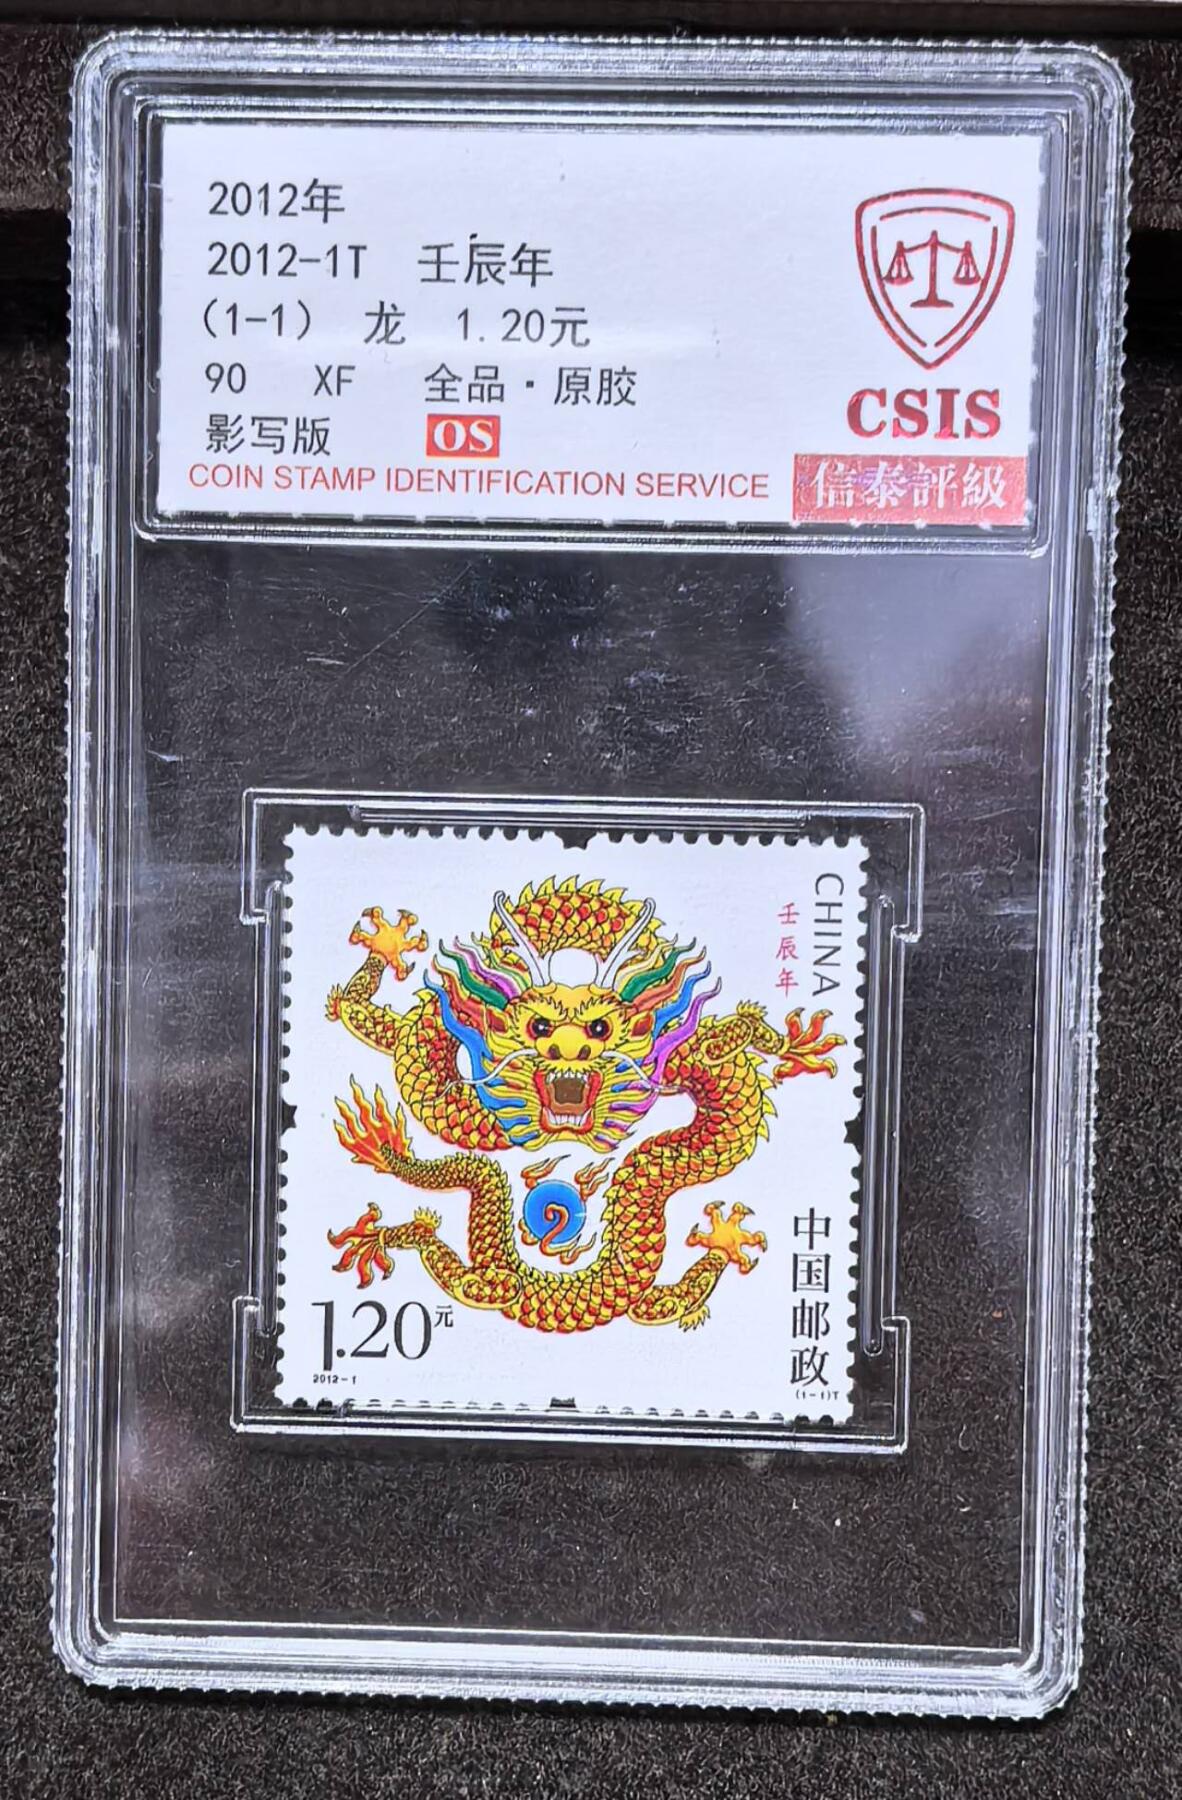 2012年
2012-1T 壬辰年
(1-1) 龙 1.20元
90 XF 全品·原胶
影写版 OS
COIN STAMP IDENTIFICATION SERVICE
CSIS
信泰評級
CHINA
壬辰年
中国邮政
(1-1)T
1.20元
2012-1